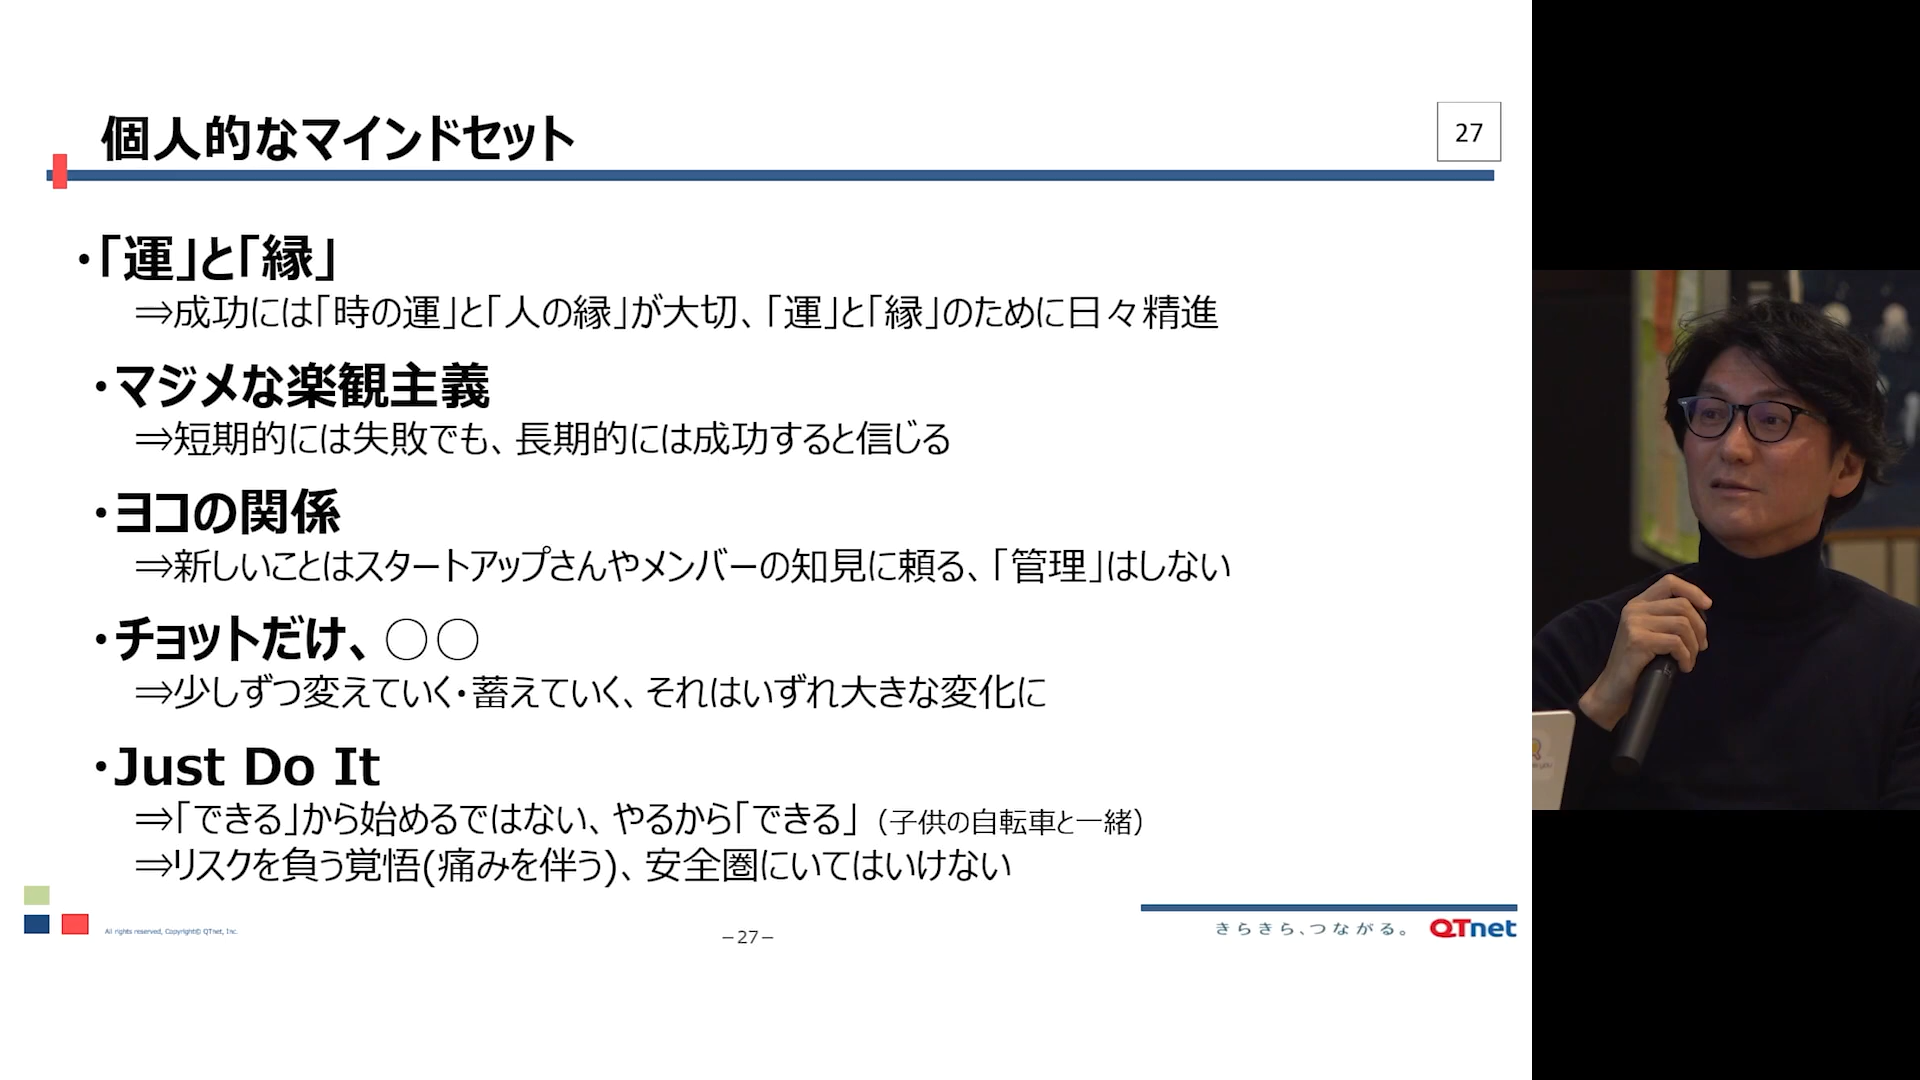 個人的なマインドセット
27
・「運」と「縁」
⇒成功には「時の運」と「人の縁」が大切、「運」と「縁」のために日々精進
・マジメな楽観主義
⇒短期的には失敗でも、長期的には成功すると信じる
・ヨコの関係
⇒新しいことはスタートアップさんやメンバーの知見に頼る、「管理」はしない
・チョットだけ、○○
⇒少しずつ変えていく・蓄えていく、それはいずれ大きな変化に
・Just Do It
⇒「できる」から始めるではない、やるから「できる」（子供の自転車と一緒）
⇒リスクを負う覚悟(痛みを伴う)、安全圏にいてはいけない
All rights reserved, Copyright© QTnet, Inc.
－27－
きらきら、つながる。 QTnet